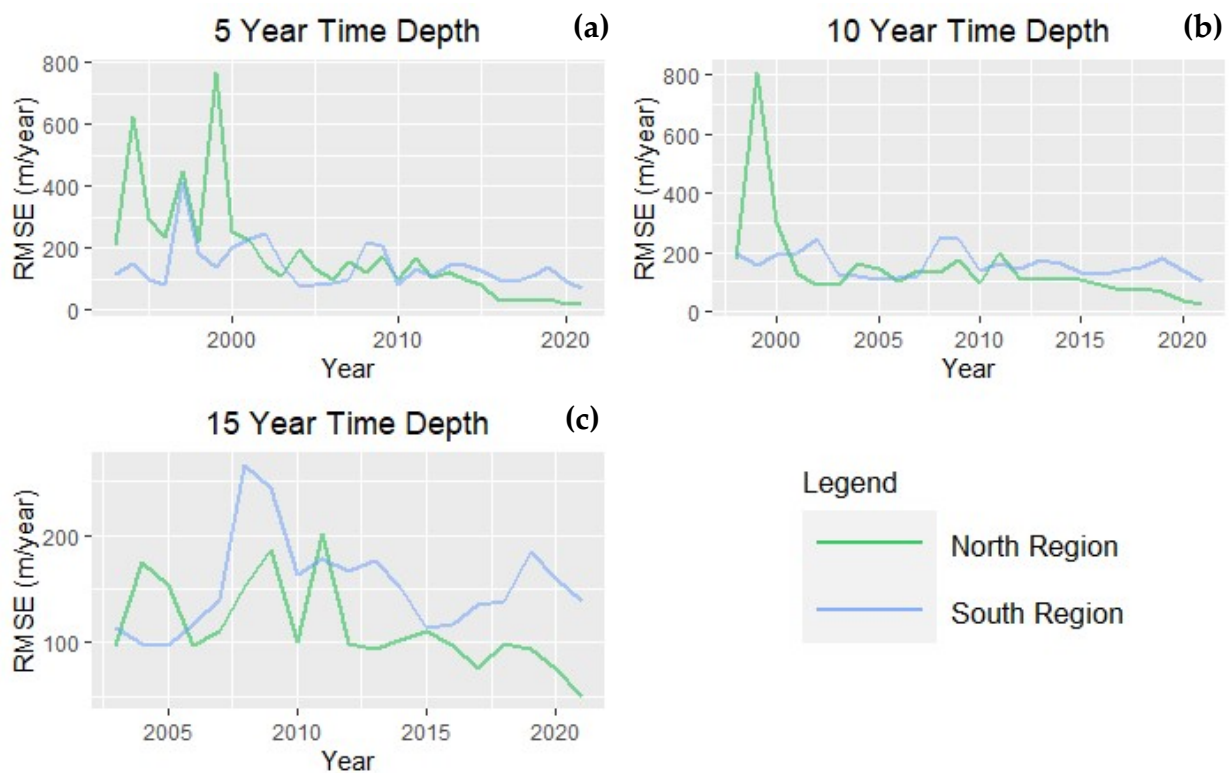 5 Year Time Depth (a)
800
600
400
200
0
RMSE (m/year)
2000 2010 2020
Year
10 Year Time Depth (b)
800
600
400
200
0
RMSE (m/year)
2000 2005 2010 2015 2020
Year
15 Year Time Depth (c)
200
100
RMSE (m/year)
2005 2010 2015 2020
Year
Legend
North Region
South Region